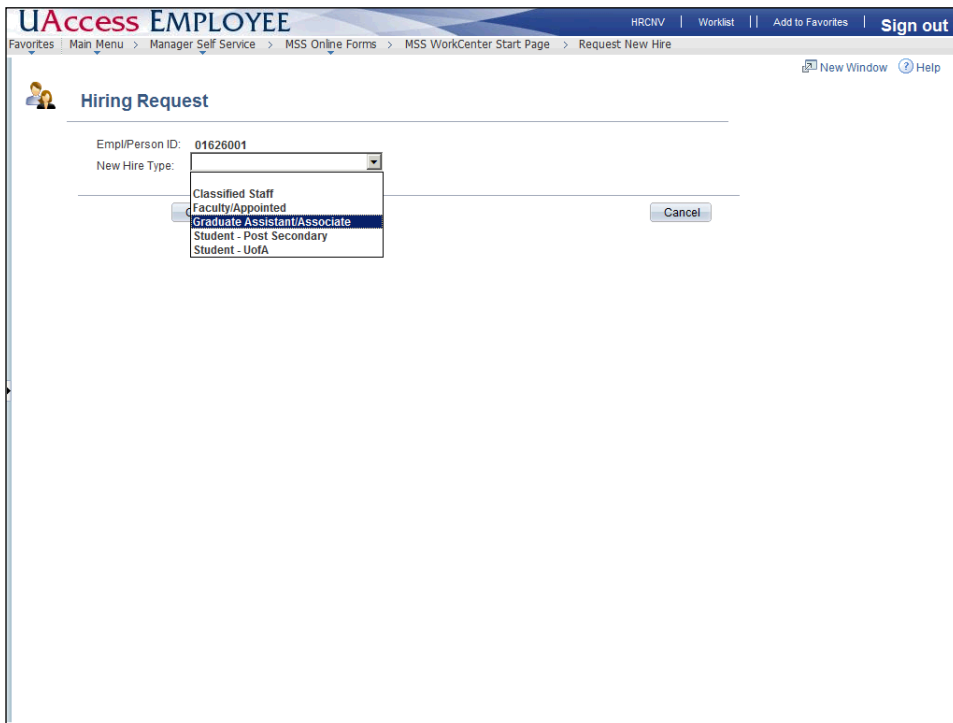 UAccess EMPLOYEE
HRCNV | Worklist || Add to Favorites | Sign out
Favorites Main Menu > Manager Self Service > MSS Online Forms > MSS WorkCenter Start Page > Request New Hire
New Window ? Help
Hiring Request
Empl/Person ID: 01626001
New Hire Type:
Classified Staff
Faculty/Appointed
Graduate Assistant/Associate
Student - Post Secondary
Student - UofA
Cancel